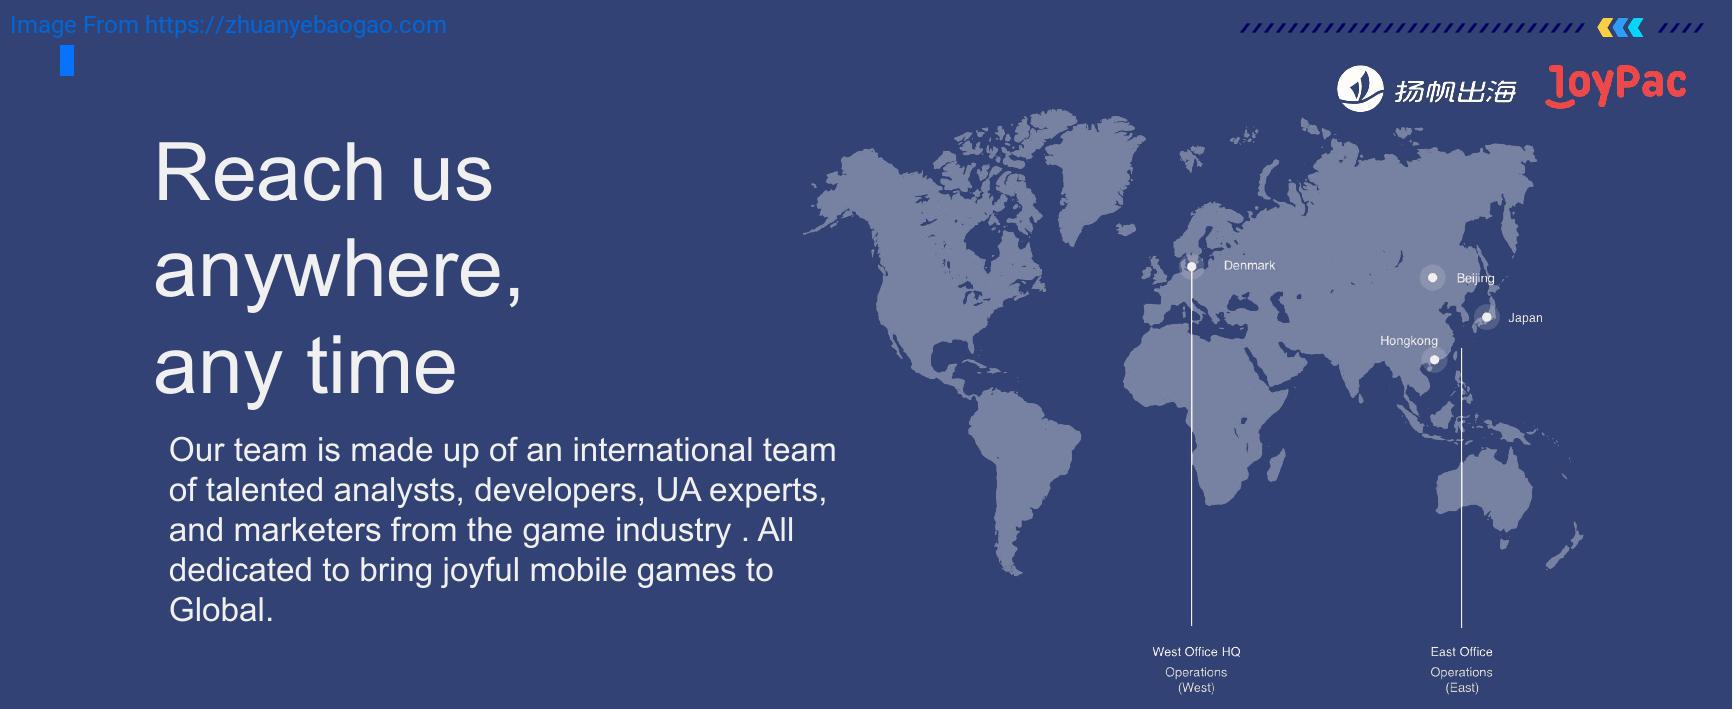 Image From https://zhuanyebaogao.com
扬帆出海
JoyPac
Reach us
anywhere,
any time
Our team is made up of an international team
of talented analysts, developers, UA experts,
and marketers from the game industry . All
dedicated to bring joyful mobile games to
Global.
Denmark
Beijing
Japan
Hongkong
West Office HQ
Operations
(West)
East Office
Operations
(East)